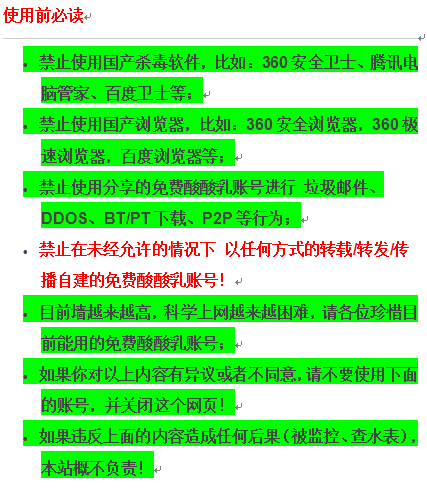 使用前必读
禁止使用国产杀毒软件，比如：360 安全卫士、腾讯电
脑管家、百度卫士等；
禁止使用国产浏览器，比如：360 安全浏览器，360 极
速浏览器，百度浏览器等；
禁止使用分享的免费酸酸乳账号进行 垃圾邮件、
DDOS、BT/PT 下载、P2P 等行为；
禁止在未经允许的情况下 以任何方式的转载/转发/传
播自建的免费酸酸乳账号！
目前墙越来越高，科学上网越来越困难，请各位珍惜目
前能用的免费酸酸乳账号；
如果你对以上内容有异议或者不同意，请不要使用下面
的账号，并关闭这个网页！
如果违反上面的内容造成任何后果（被监控、查水表），
本站概不负责！